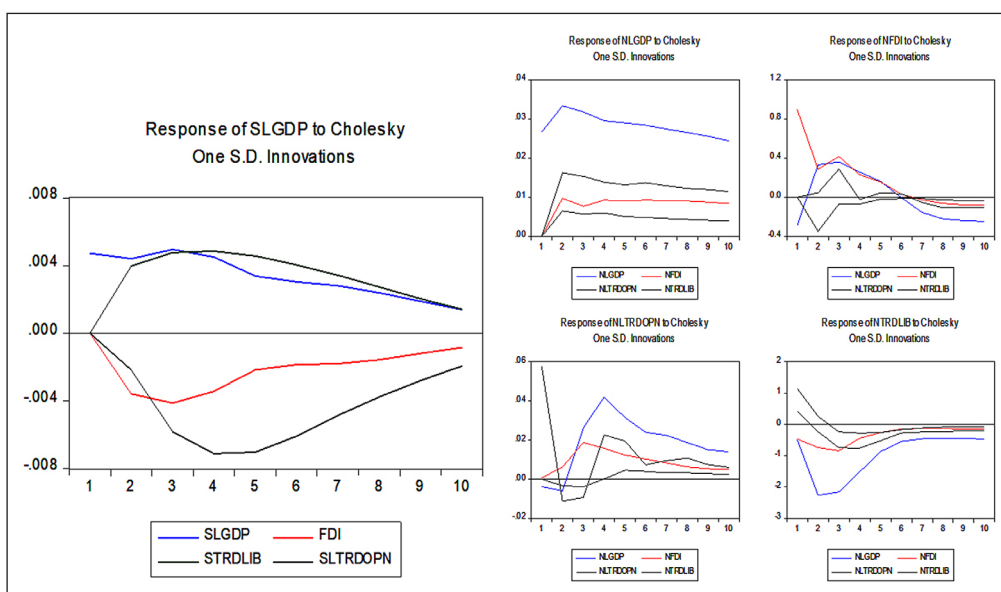 Response of SLGDP to Cholesky
One S.D. Innovations
.008
.004
.000
-.004
-.008
1 2 3 4 5 6 7 8 9 10
SLGDP FDI
STRDLIB SLTRDOPN
Response of NLGDP to Cholesky
One S.D. Innovations
.04
.03
.02
.01
.00
1 2 3 4 5 6 7 8 9 10
NLGDP NFDI
NLTRDOPN NTRDLIB
Response of NFDI to Cholesky
One S.D. Innovations
1.2
0.8
0.4
0.0
-0.4
1 2 3 4 5 6 7 8 9 10
NLGDP NFDI
NLTRDOPN NTRDLIB
Response of NLTRDOPN to Cholesky
One S.D. Innovations
.06
.04
.02
.00
-.02
1 2 3 4 5 6 7 8 9 10
NLGDP NFDI
NLTRDOPN NTRDLIB
Response of NTRDLIB to Cholesky
One S.D. Innovations
2
1
0
-1
-2
-3
1 2 3 4 5 6 7 8 9 10
NLGDP NFDI
NLTRDOPN NTRDLIB